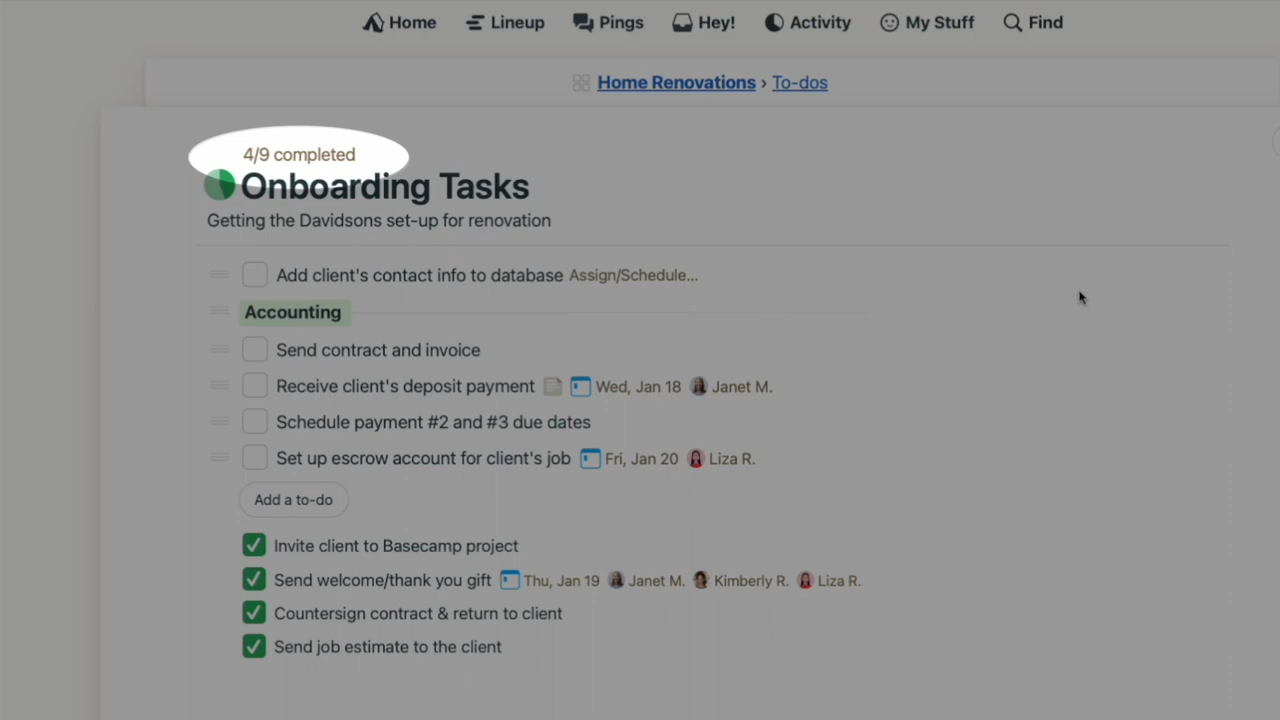 Home Lineup Pings Hey! Activity My Stuff Find
Home Renovations › To-dos
4/9 completed
Onboarding Tasks
Getting the Davidsons set-up for renovation
Add client's contact info to database Assign/Schedule...
Accounting
Send contract and invoice
Receive client's deposit payment Wed, Jan 18 Janet M.
Schedule payment #2 and #3 due dates
Set up escrow account for client's job Fri, Jan 20 Liza R.
Add a to-do
Invite client to Basecamp project
Send welcome/thank you gift Thu, Jan 19 Janet M. Kimberly R. Liza R.
Countersign contract & return to client
Send job estimate to the client